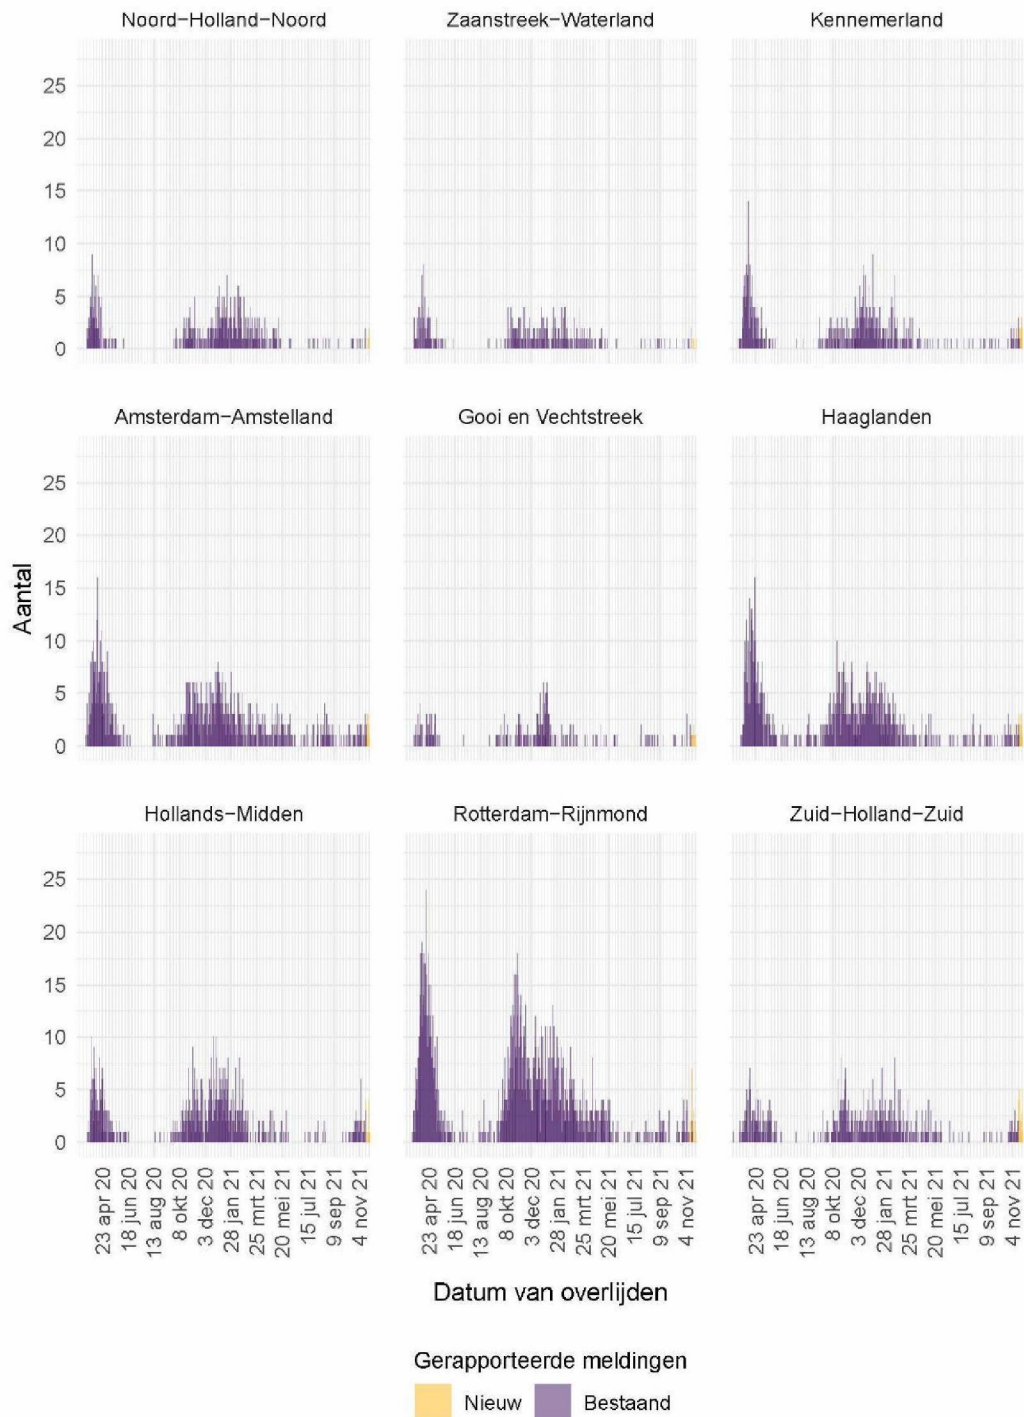 Noord-Holland-Noord Zaanstreek-Waterland Kennemerland
25
20
15
10
5
0
Amsterdam-Amstelland Gooi en Vechtstreek Haaglanden
25
20
15
10
5
0
Aantal
Hollands-Midden Rotterdam-Rijnmond Zuid-Holland-Zuid
25
20
15
10
5
0
23 apr 20 18 jun 20 13 aug 20 8 okt 20 3 dec 20 28 jan 21 25 mrt 21 20 mei 21 15 jul 21 9 sep 21 4 nov 21
23 apr 20 18 jun 20 13 aug 20 8 okt 20 3 dec 20 28 jan 21 25 mrt 21 20 mei 21 15 jul 21 9 sep 21 4 nov 21
23 apr 20 18 jun 20 13 aug 20 8 okt 20 3 dec 20 28 jan 21 25 mrt 21 20 mei 21 15 jul 21 9 sep 21 4 nov 21
Datum van overlijden
Gerapporteerde meldingen
Nieuw Bestaand